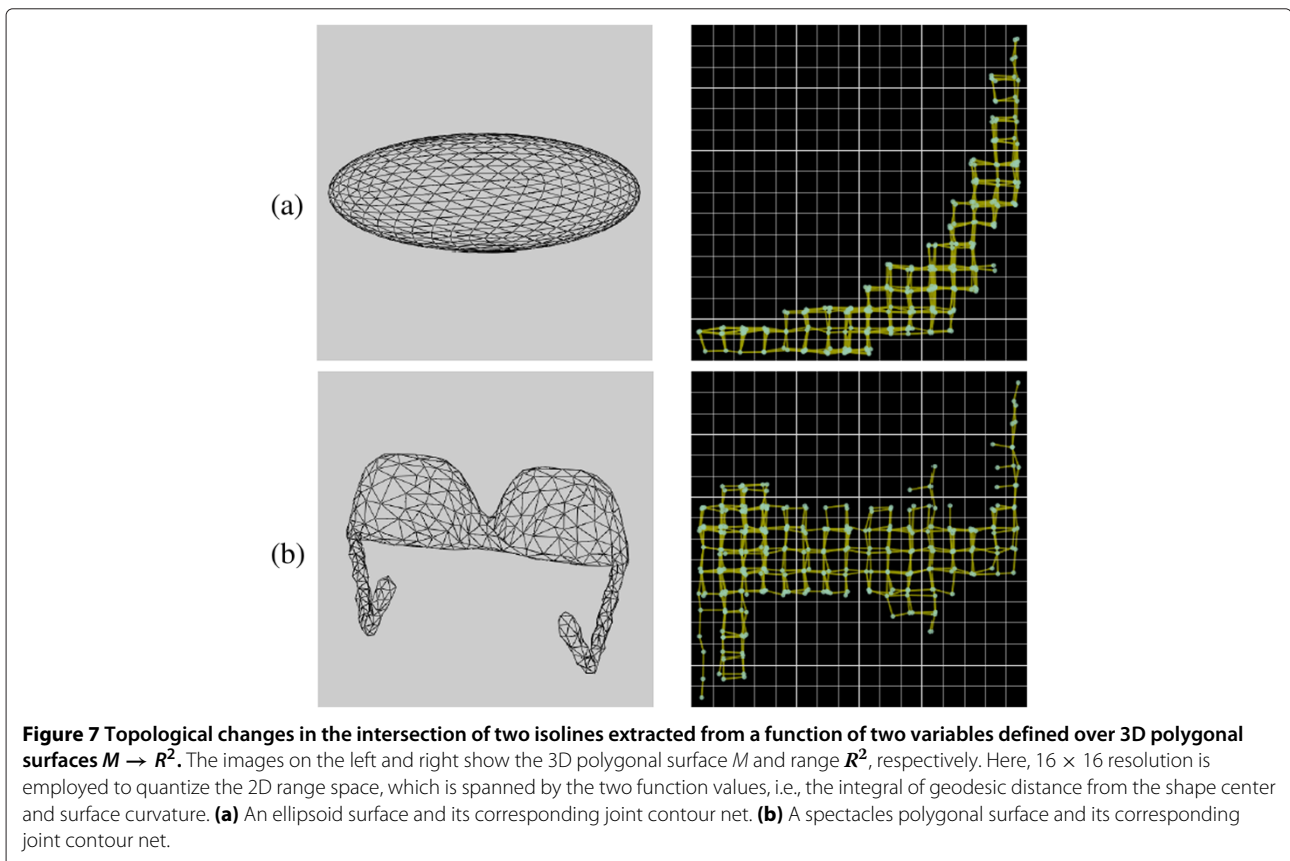 (a)
(b)
Figure 7 Topological changes in the intersection of two isolines extracted from a function of two variables defined over 3D polygonal
surfaces M → R². The images on the left and right show the 3D polygonal surface M and range R², respectively. Here, 16 × 16 resolution is
employed to quantize the 2D range space, which is spanned by the two function values, i.e., the integral of geodesic distance from the shape center
and surface curvature. (a) An ellipsoid surface and its corresponding joint contour net. (b) A spectacles polygonal surface and its corresponding
joint contour net.